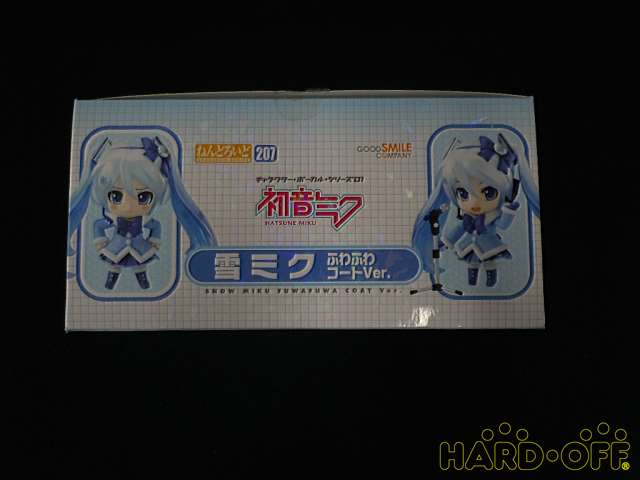 ねんどろいど
207
GOOD SMILE
COMPANY
キャラクター・ボーカル・シリーズ01
初音ミク
HATSUNE MIKU
雪ミク ふわふわ
コートVer.
SNOW MIKU FUWAFUWA COAT Ver.
HARD·OFF®